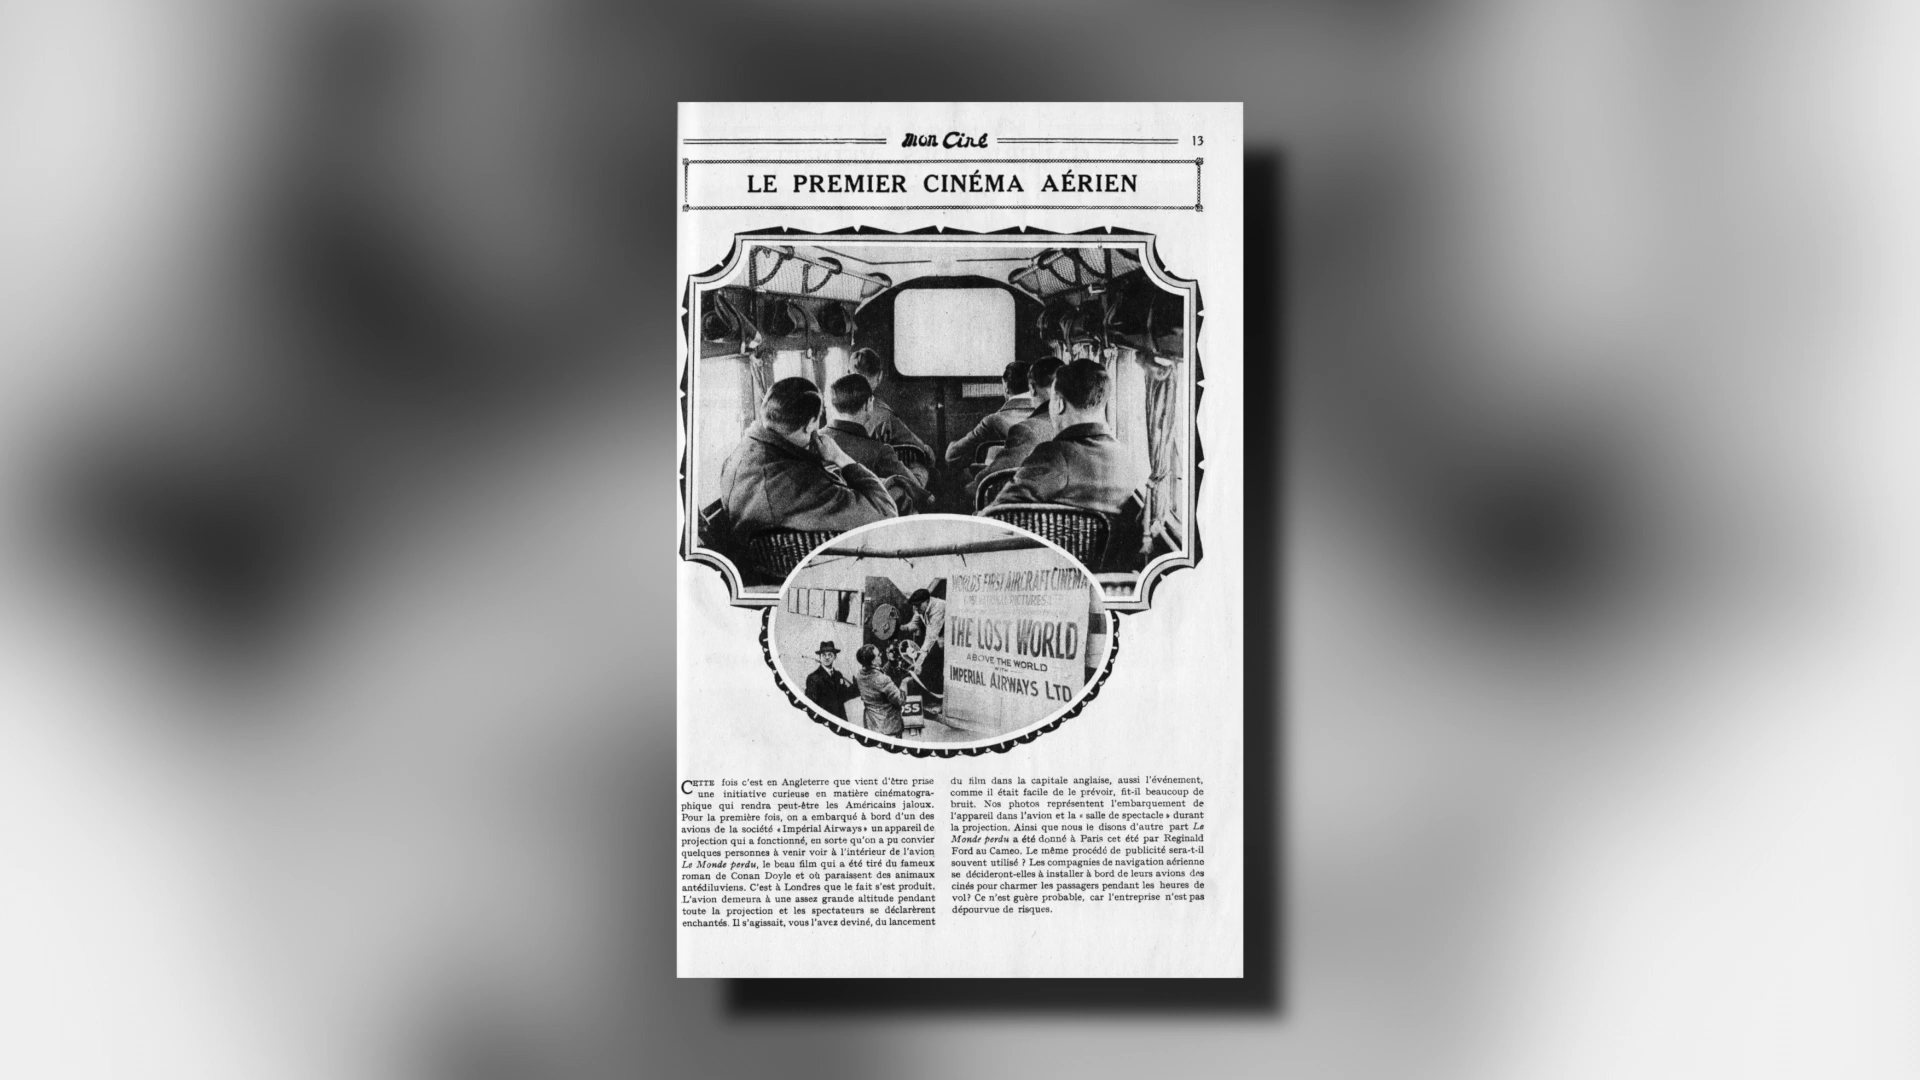 mon Ciné
13
LE PREMIER CINÉMA AÉRIEN
WORLD'S FIRST AIRCRAFT CINEMA
PICTURES
THE LOST WORLD
ABOVE THE WORLD
WITH
IMPERIAL AIRWAYS LTD
OSS
CETTE fois c'est en Angleterre que vient d'être prise
une initiative curieuse en matière cinématogra-
phique qui rendra peut-être les Américains jaloux.
Pour la première fois, on a embarqué à bord d'un des
avions de la société « Impérial Airways » un appareil de
projection qui a fonctionné, en sorte qu'on a pu convier
quelques personnes à venir voir à l'intérieur de l'avion
Le Monde perdu, le beau film qui a été tiré du fameux
roman de Conan Doyle et où paraissent des animaux
antédiluviens. C'est à Londres que le fait s'est produit.
L'avion demeura à une assez grande altitude pendant
toute la projection et les spectateurs se déclarèrent
enchantés. Il s'agissait, vous l'avez deviné, du lancement
du film dans la capitale anglaise, aussi l'événement,
comme il était facile de le prévoir, fit-il beaucoup de
bruit. Nos photos représentent l'embarquement de
l'appareil dans l'avion et la « salle de spectacle » durant
la projection. Ainsi que nous le disons d'autre part Le
Monde perdu a été donné à Paris cet été par Reginald
Ford au Cameo. Le même procédé de publicité sera-t-il
souvent utilisé ? Les compagnies de navigation aérienne
se décideront-elles à installer à bord de leurs avions des
cinés pour charmer les passagers pendant les heures de
vol? Ce n'est guère probable, car l'entreprise n'est pas
dépourvue de risques.